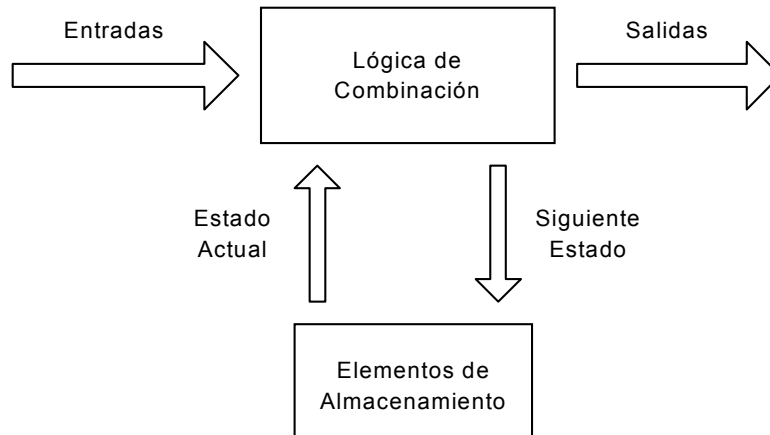 Entradas
Lógica de
Combinación
Salidas
Estado
Actual
Siguiente
Estado
Elementos de
Almacenamiento